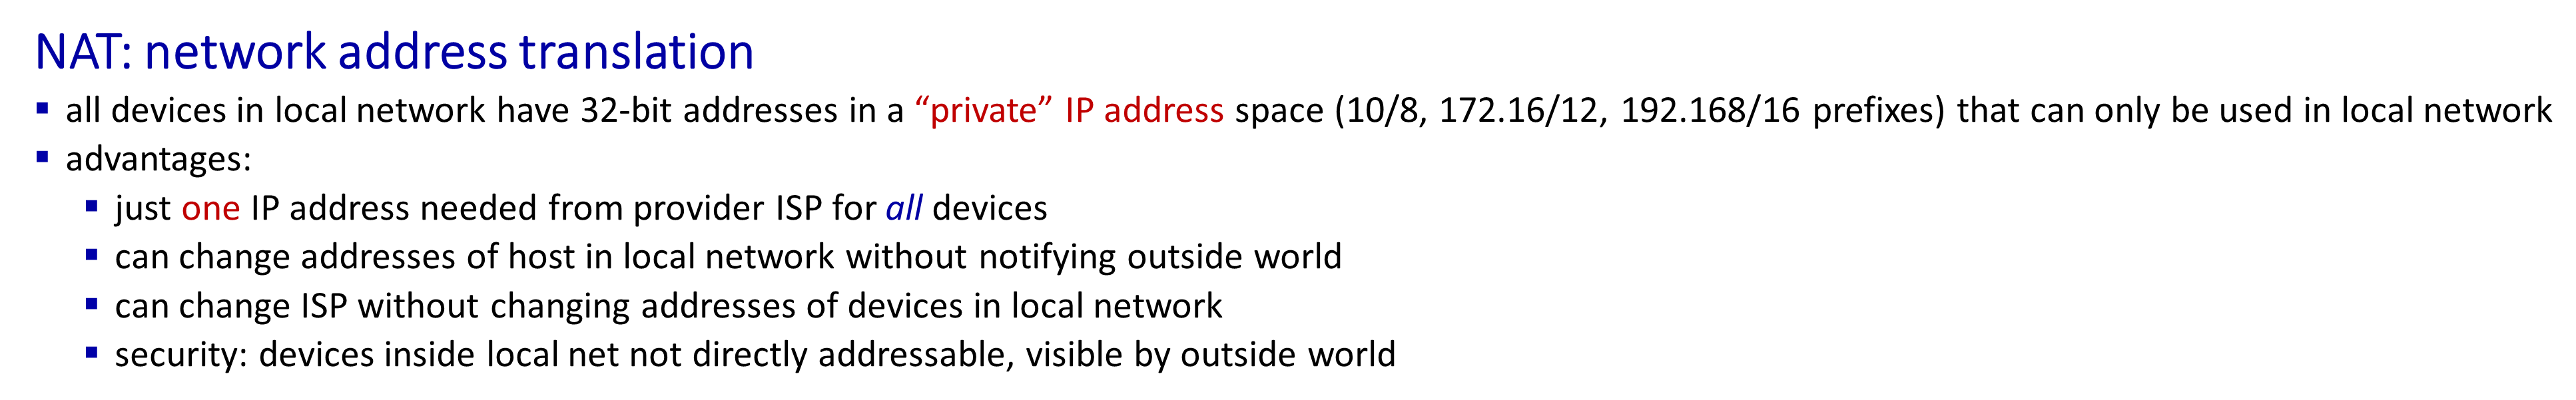 NAT: network address translation
▪ all devices in local network have 32-bit addresses in a “private” IP address space (10/8, 172.16/12, 192.168/16 prefixes) that can only be used in local network
▪ advantages:
▪ just one IP address needed from provider ISP for all devices
▪ can change addresses of host in local network without notifying outside world
▪ can change ISP without changing addresses of devices in local network
▪ security: devices inside local net not directly addressable, visible by outside world